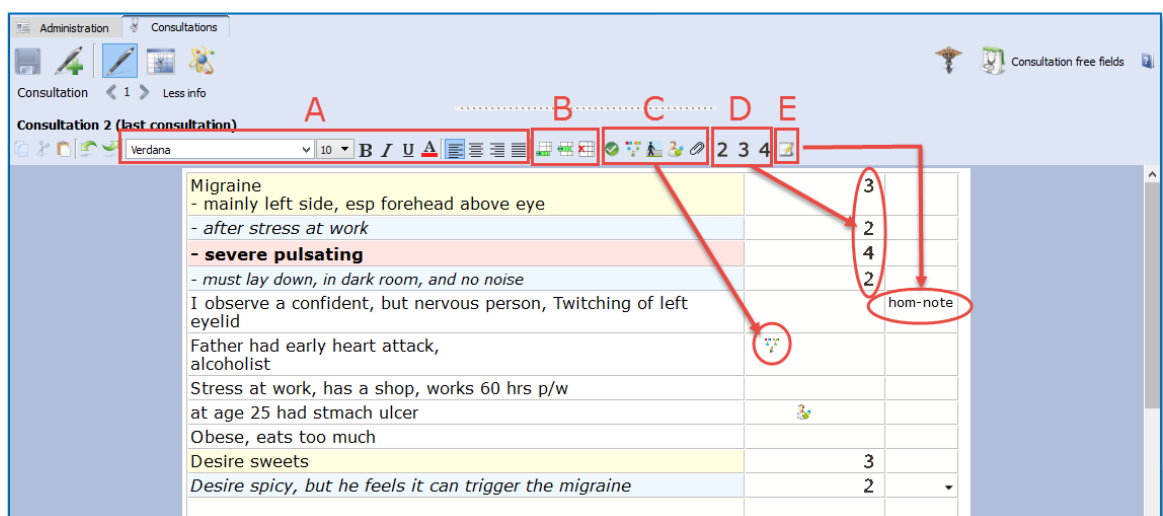 Administration Consultations
Consultation free fields
Consultation 1 Less info
A B C D E
Consultation 2 (last consultation)
Verdana 10 B I U A 2 3 4
Migraine 3
- mainly left side, esp forehead above eye
- after stress at work 2
- severe pulsating 4
- must lay down, in dark room, and no noise 2
I observe a confident, but nervous person, Twitching of left hom-note
eyelid
Father had early heart attack,
alcoholist
Stress at work, has a shop, works 60 hrs p/w
at age 25 had stmach ulcer
Obese, eats too much
Desire sweets 3
Desire spicy, but he feels it can trigger the migraine 2